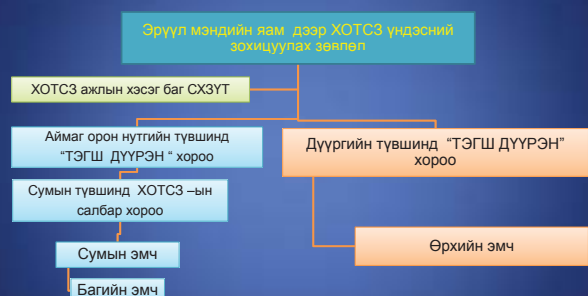 Эрүүл мэндийн яам дээр ХОТСЗ үндэсний
зохицуулах зөвлөл
ХОТСЗ ажлын хэсэг баг СХЗҮТ
Аймаг орон нутгийн түвшинд
“ТЭГШ ДҮҮРЭН “ хороо
Дүүргийн түвшинд “ТЭГШ ДҮҮРЭН”
хороо
Сумын түвшинд ХОТСЗ –ын
салбар хороо
Сумын эмч
Өрхийн эмч
Багийн эмч